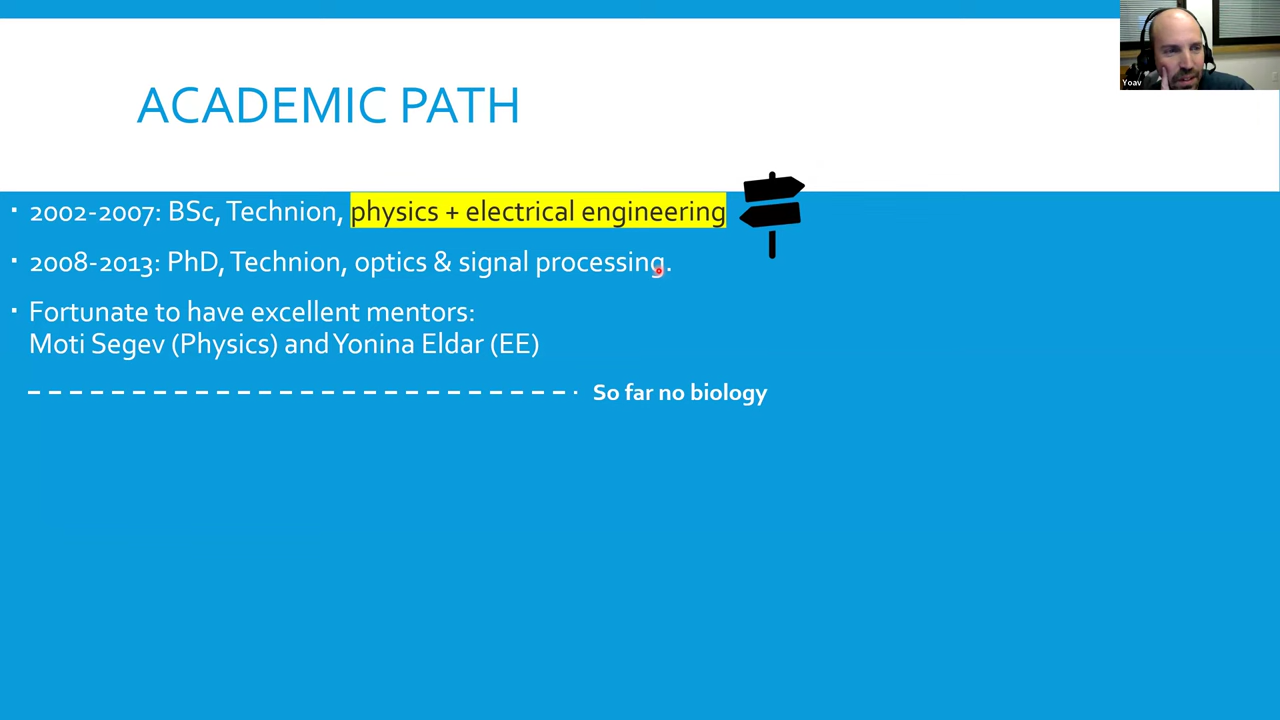 Yoav
ACADEMIC PATH
▪ 2002-2007: BSc, Technion, physics + electrical engineering
▪ 2008-2013: PhD, Technion, optics & signal processing.
▪ Fortunate to have excellent mentors:
Moti Segev (Physics) and Yonina Eldar (EE)
So far no biology